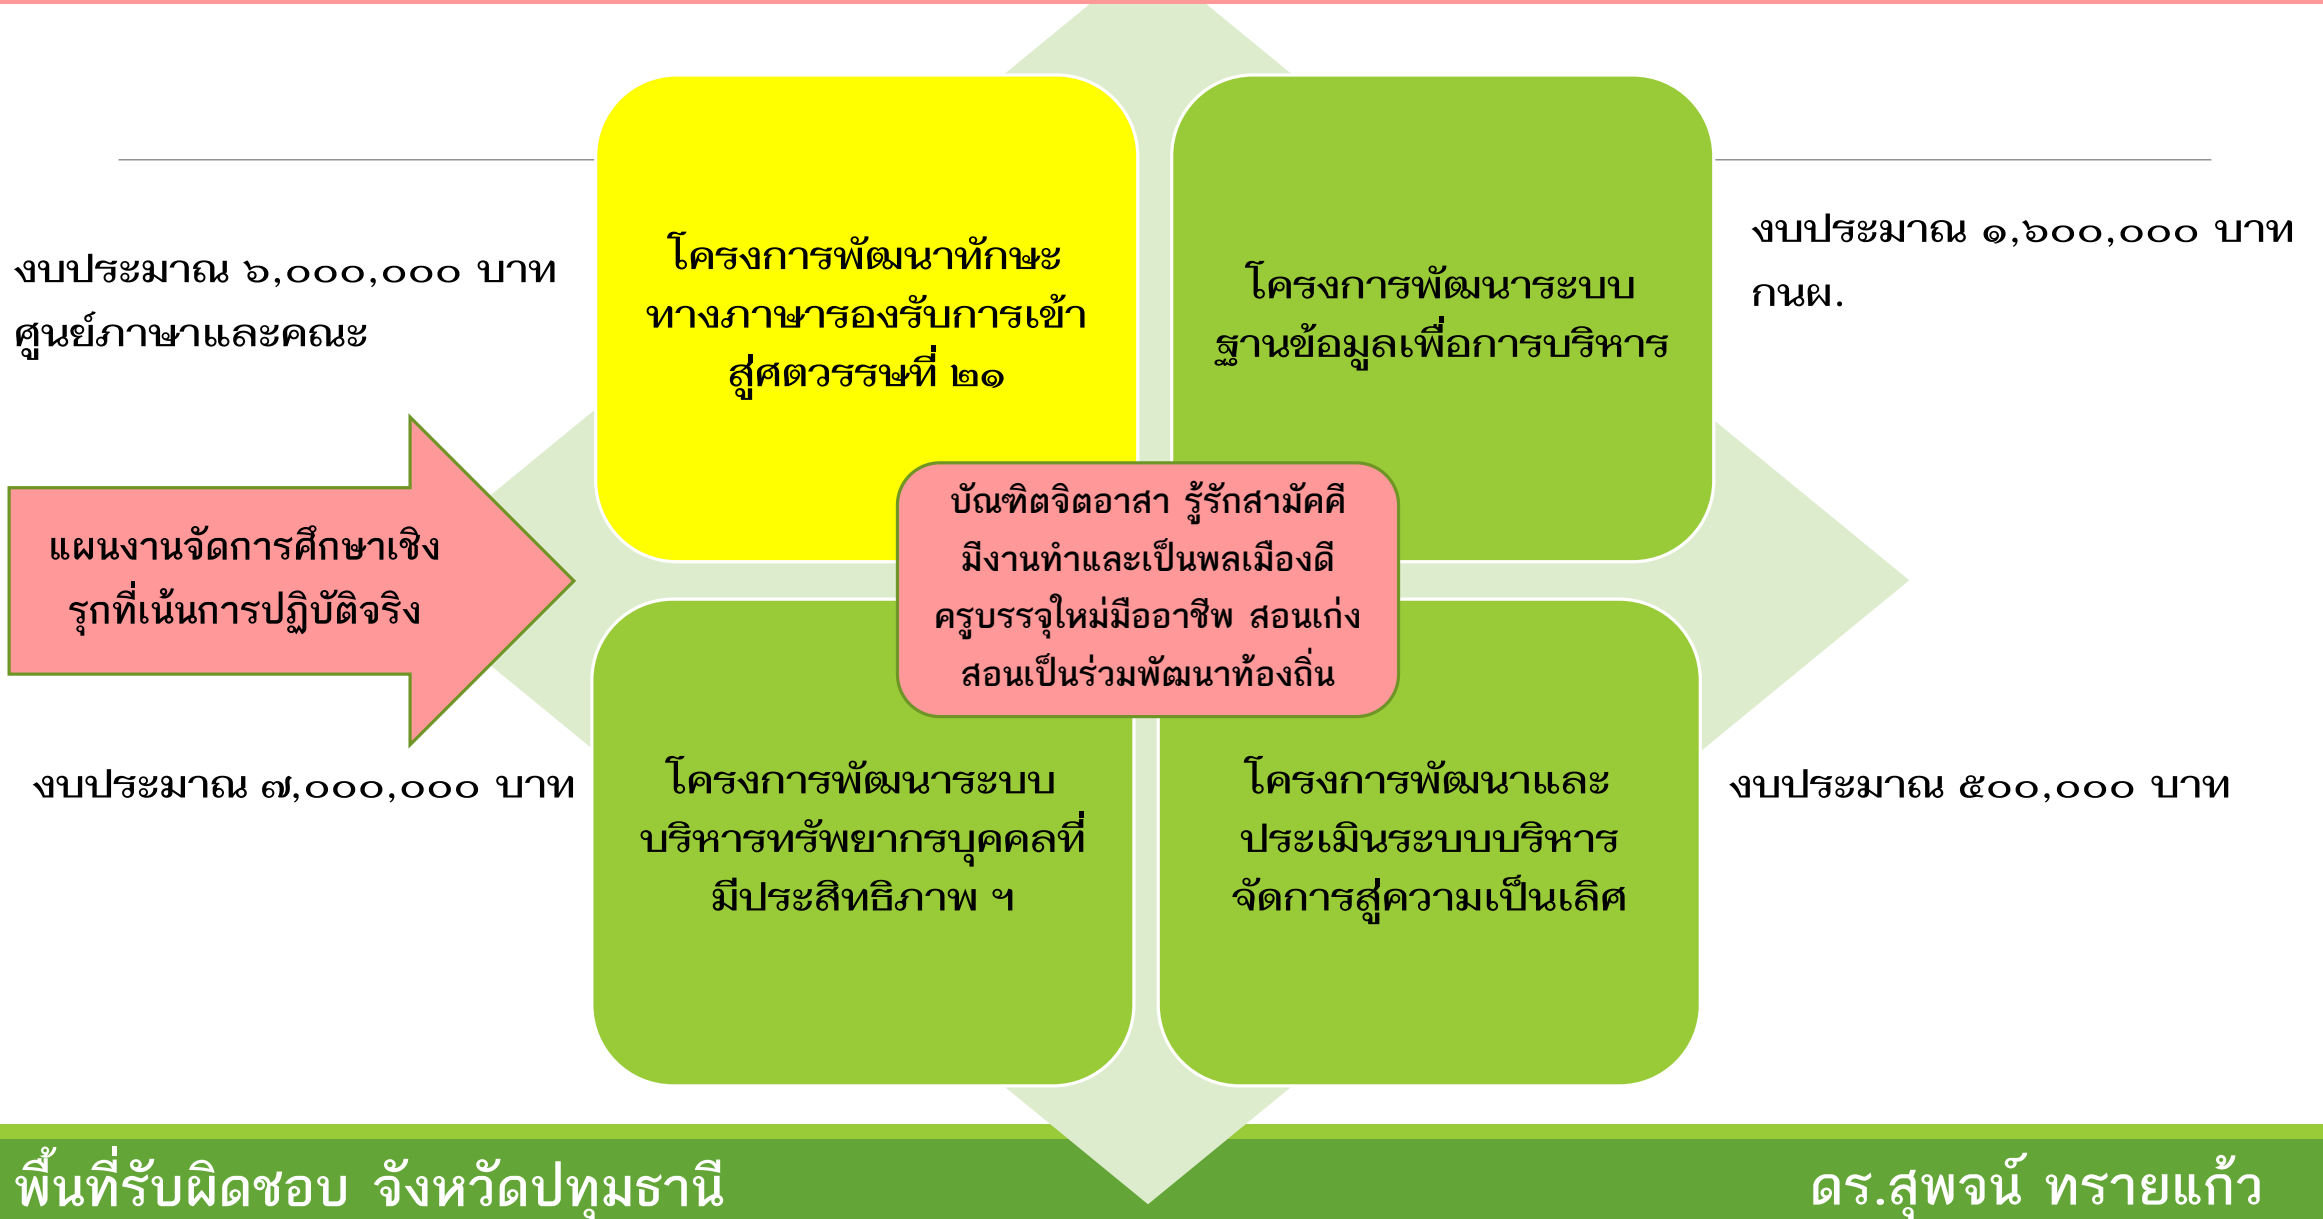 งบประมาณ ๖,๐๐๐,๐๐๐ บาท
ศูนย์ภาษาและคณะ
โครงการพัฒนาทักษะ
ทางภาษารองรับการเข้า
สู่ศตวรรษที่ ๒๑
โครงการพัฒนาระบบ
ฐานข้อมูลเพื่อการบริหาร
งบประมาณ ๑,๖๐๐,๐๐๐ บาท
กนผ.
แผนงานจัดการศึกษาเชิง
รุกที่เน้นการปฏิบัติจริง
บัณฑิตจิตอาสา รู้รักสามัคคี
มีงานทำและเป็นพลเมืองดี
ครูบรรจุใหม่มืออาชีพ สอนเก่ง
สอนเป็นร่วมพัฒนาท้องถิ่น
งบประมาณ ๗,๐๐๐,๐๐๐ บาท
โครงการพัฒนาระบบ
บริหารทรัพยากรบุคคลที่
มีประสิทธิภาพ ฯ
โครงการพัฒนาและ
ประเมินระบบบริหาร
จัดการสู่ความเป็นเลิศ
งบประมาณ ๕๐๐,๐๐๐ บาท
พื้นที่รับผิดชอบ จังหวัดปทุมธานี
ดร.สุพจน์ ทรายแก้ว